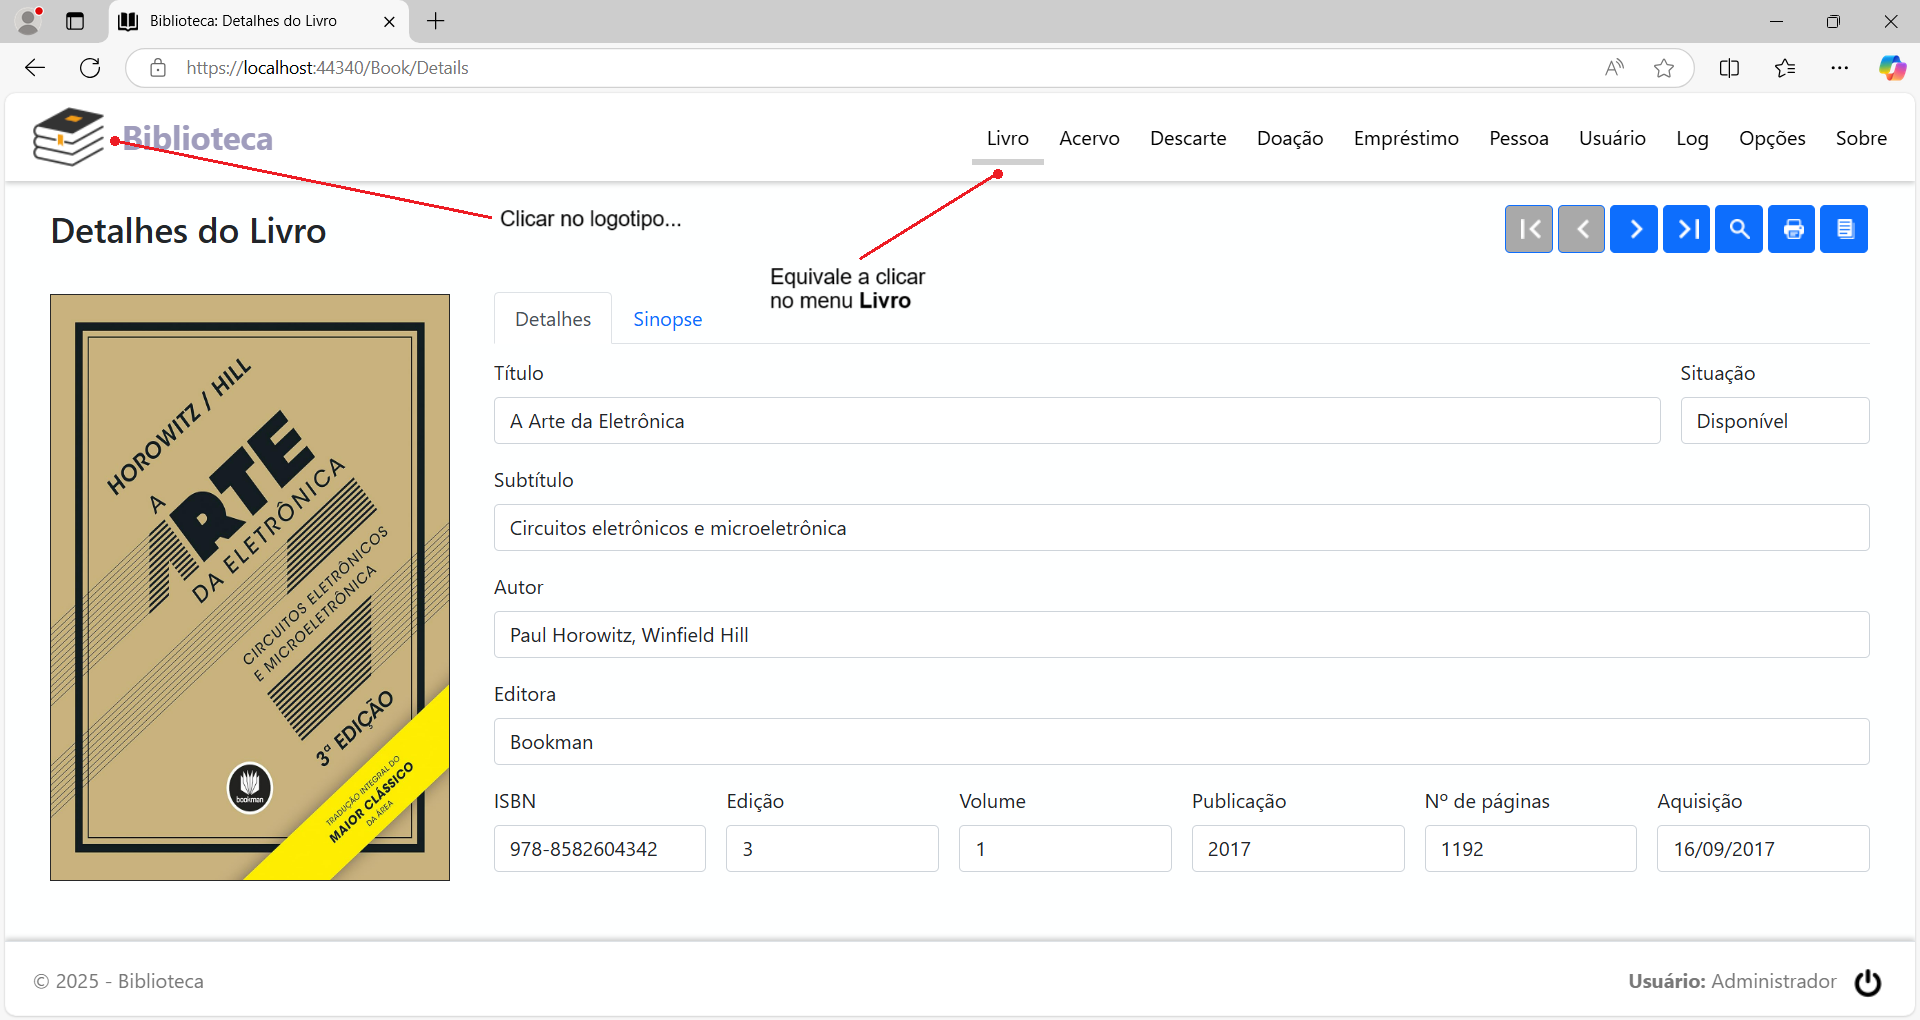 Biblioteca: Detalhes do Livro
https://localhost:44340/Book/Details
Biblioteca
Livro Acervo Descarte Doação Empréstimo Pessoa Usuário Log Opções Sobre
Clicar no logotipo...
Detalhes do Livro
Equivale a clicar
no menu Livro
HOROWITZ / HILL
A
ARTE
DA ELETRÔNICA
CIRCUITOS ELETRÔNICOS
E MICROELETRÔNICA
3ª EDIÇÃO
bookman
TRADUÇÃO INTEGRAL DO
MAIOR CLÁSSICO
DA ÁREA
Detalhes Sinopse
Título Situação
A Arte da Eletrônica Disponível
Subtítulo
Circuitos eletrônicos e microeletrônica
Autor
Paul Horowitz, Winfield Hill
Editora
Bookman
ISBN Edição Volume Publicação Nº de páginas Aquisição
978-8582604342 3 1 2017 1192 16/09/2017
© 2025 - Biblioteca
Usuário: Administrador